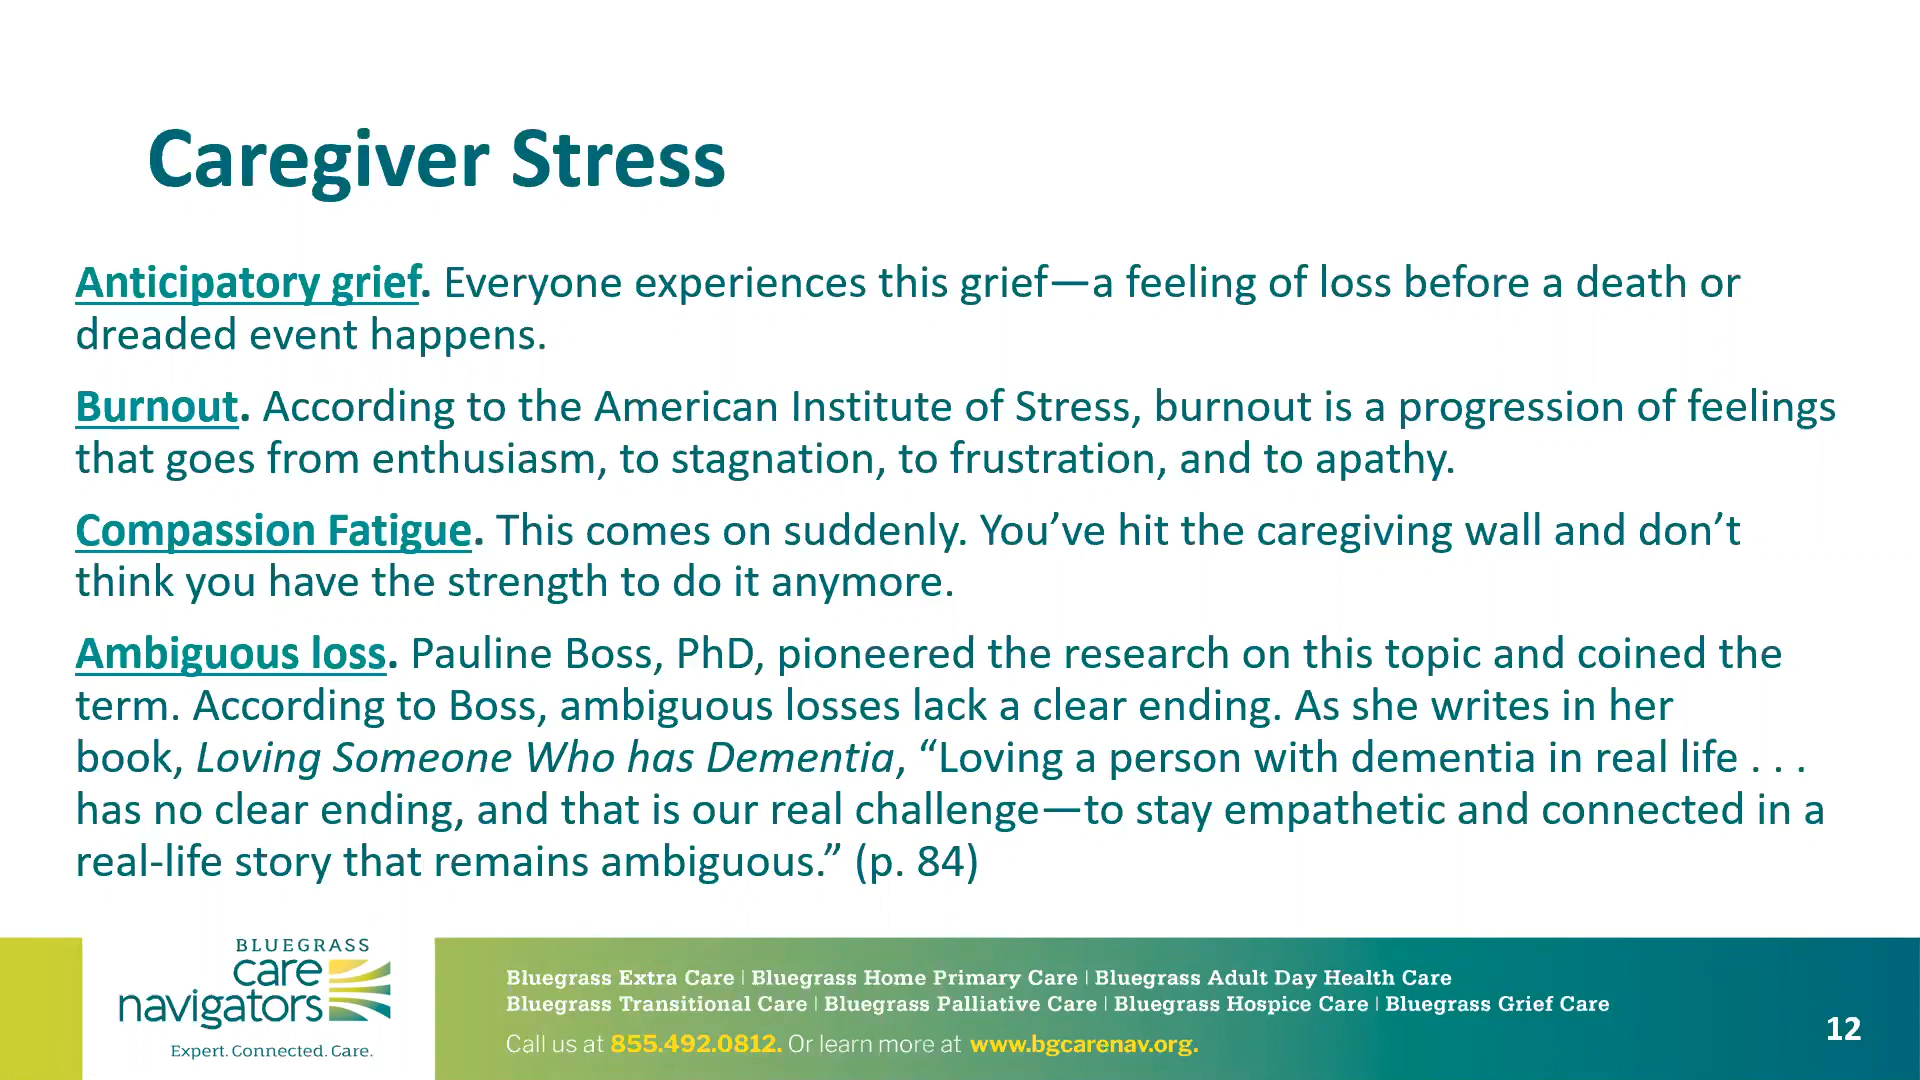 Caregiver Stress
Anticipatory grief. Everyone experiences this grief—a feeling of loss before a death or
dreaded event happens.
Burnout. According to the American Institute of Stress, burnout is a progression of feelings
that goes from enthusiasm, to stagnation, to frustration, and to apathy.
Compassion Fatigue. This comes on suddenly. You’ve hit the caregiving wall and don’t
think you have the strength to do it anymore.
Ambiguous loss. Pauline Boss, PhD, pioneered the research on this topic and coined the
term. According to Boss, ambiguous losses lack a clear ending. As she writes in her
book, Loving Someone Who has Dementia, “Loving a person with dementia in real life . . .
has no clear ending, and that is our real challenge—to stay empathetic and connected in a
real-life story that remains ambiguous.” (p. 84)
BLUEGRASS
care
navigators
Expert. Connected. Care.
Bluegrass Extra Care | Bluegrass Home Primary Care | Bluegrass Adult Day Health Care
Bluegrass Transitional Care | Bluegrass Palliative Care | Bluegrass Hospice Care | Bluegrass Grief Care
Call us at 855.492.0812. Or learn more at www.bgcarenav.org.
12